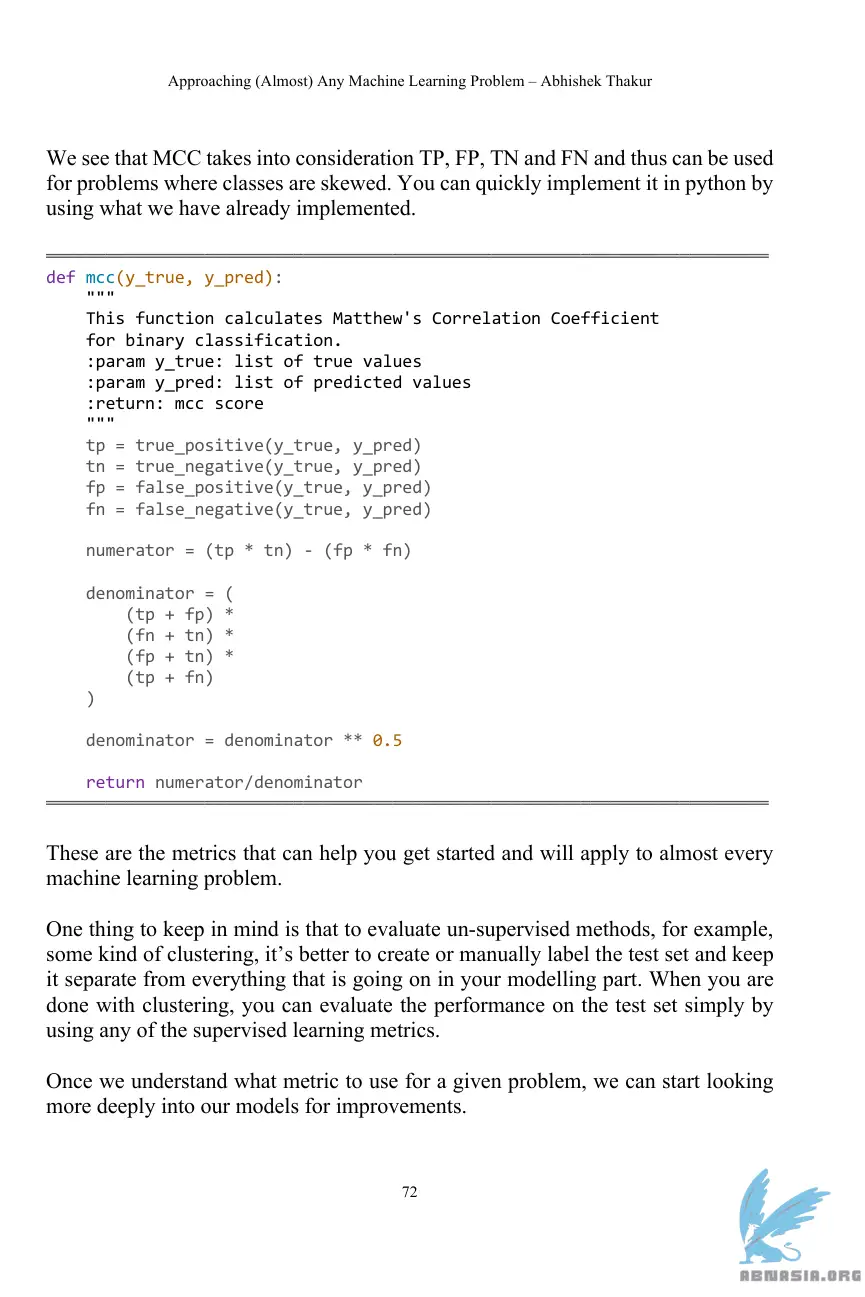 Approaching (Almost) Any Machine Learning Problem – Abhishek Thakur
We see that MCC takes into consideration TP, FP, TN and FN and thus can be used
for problems where classes are skewed. You can quickly implement it in python by
using what we have already implemented.
def mcc(y_true, y_pred):
    """
    This function calculates Matthew's Correlation Coefficient
    for binary classification.
    :param y_true: list of true values
    :param y_pred: list of predicted values
    :return: mcc score
    """
    tp = true_positive(y_true, y_pred)
    tn = true_negative(y_true, y_pred)
    fp = false_positive(y_true, y_pred)
    fn = false_negative(y_true, y_pred)
    numerator = (tp * tn) - (fp * fn)
    denominator = (
        (tp + fp) *
        (fn + tn) *
        (fp + tn) *
        (tp + fn)
    )
    denominator = denominator ** 0.5
    return numerator/denominator
These are the metrics that can help you get started and will apply to almost every
machine learning problem.
One thing to keep in mind is that to evaluate un-supervised methods, for example,
some kind of clustering, it’s better to create or manually label the test set and keep
it separate from everything that is going on in your modelling part. When you are
done with clustering, you can evaluate the performance on the test set simply by
using any of the supervised learning metrics.
Once we understand what metric to use for a given problem, we can start looking
more deeply into our models for improvements.
72
ABNASIA.ORG